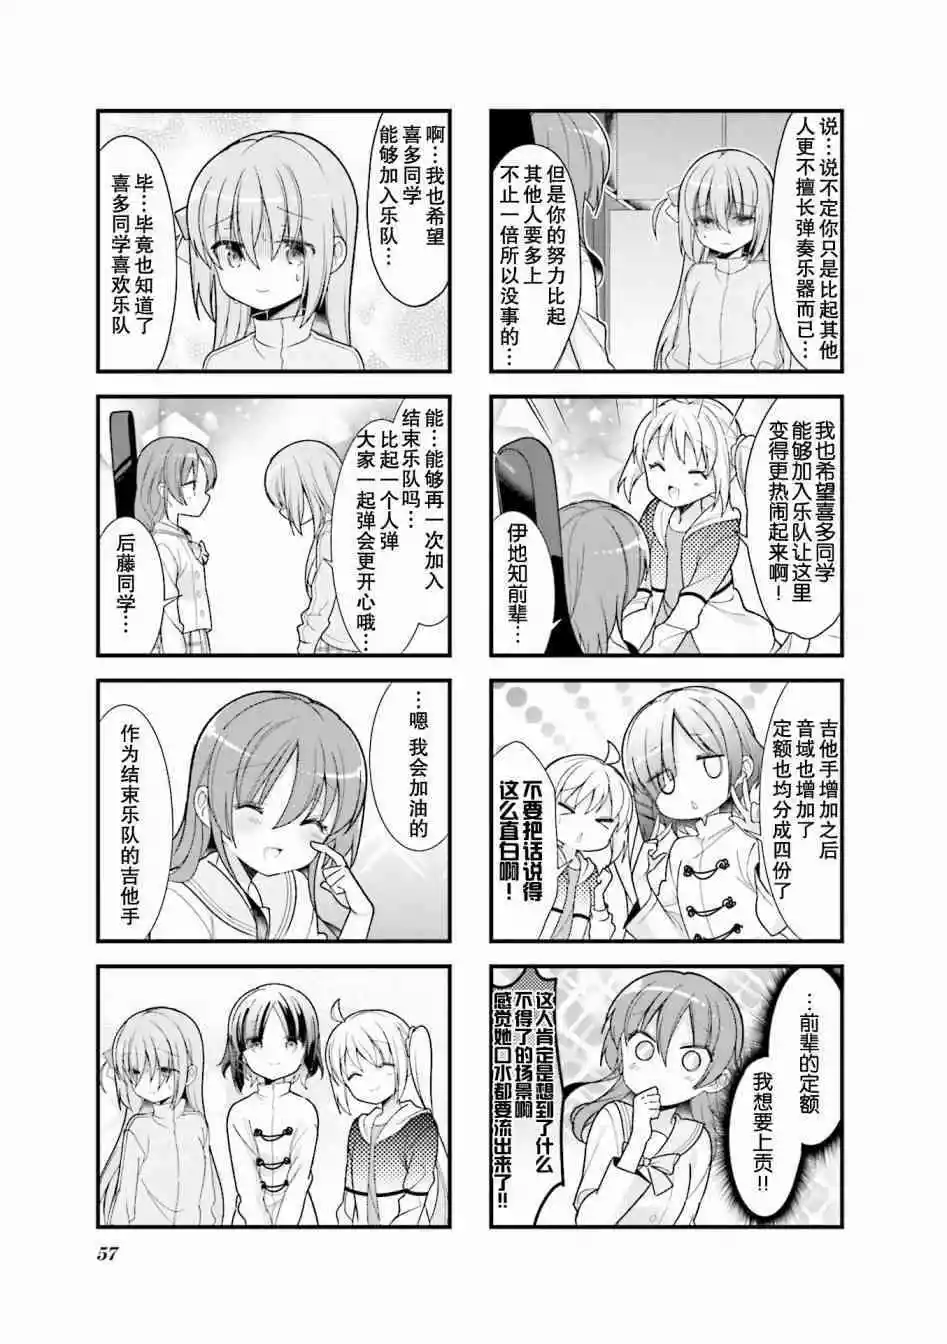 说…说不定你只是比起其他
人更不擅长弹奏乐器而已…
但是你的努力比起
其他人要多上
不止一倍所以没事的…
我也希望喜多同学
能够加入乐队让这里
变得更热闹起来啊！
伊地知前辈…
吉他手增加之后
音域也增加了
定额也均分成四份了
不要把话说得
这么直白啊！
…前辈的定额
我想要上贡!!
这人肯定是想到了什么
不得了的场景啊
感觉她口水都要流出来了!!
啊…我也希望
喜多同学
能够加入乐队…
毕…毕竟也知道了
喜多同学喜欢乐队
能…能够再一次加入
结束乐队吗…
比起一个人弹
大家一起弹会更开心哦…
后藤同学…
…嗯 我会加油的
作为结束乐队的吉他手
57